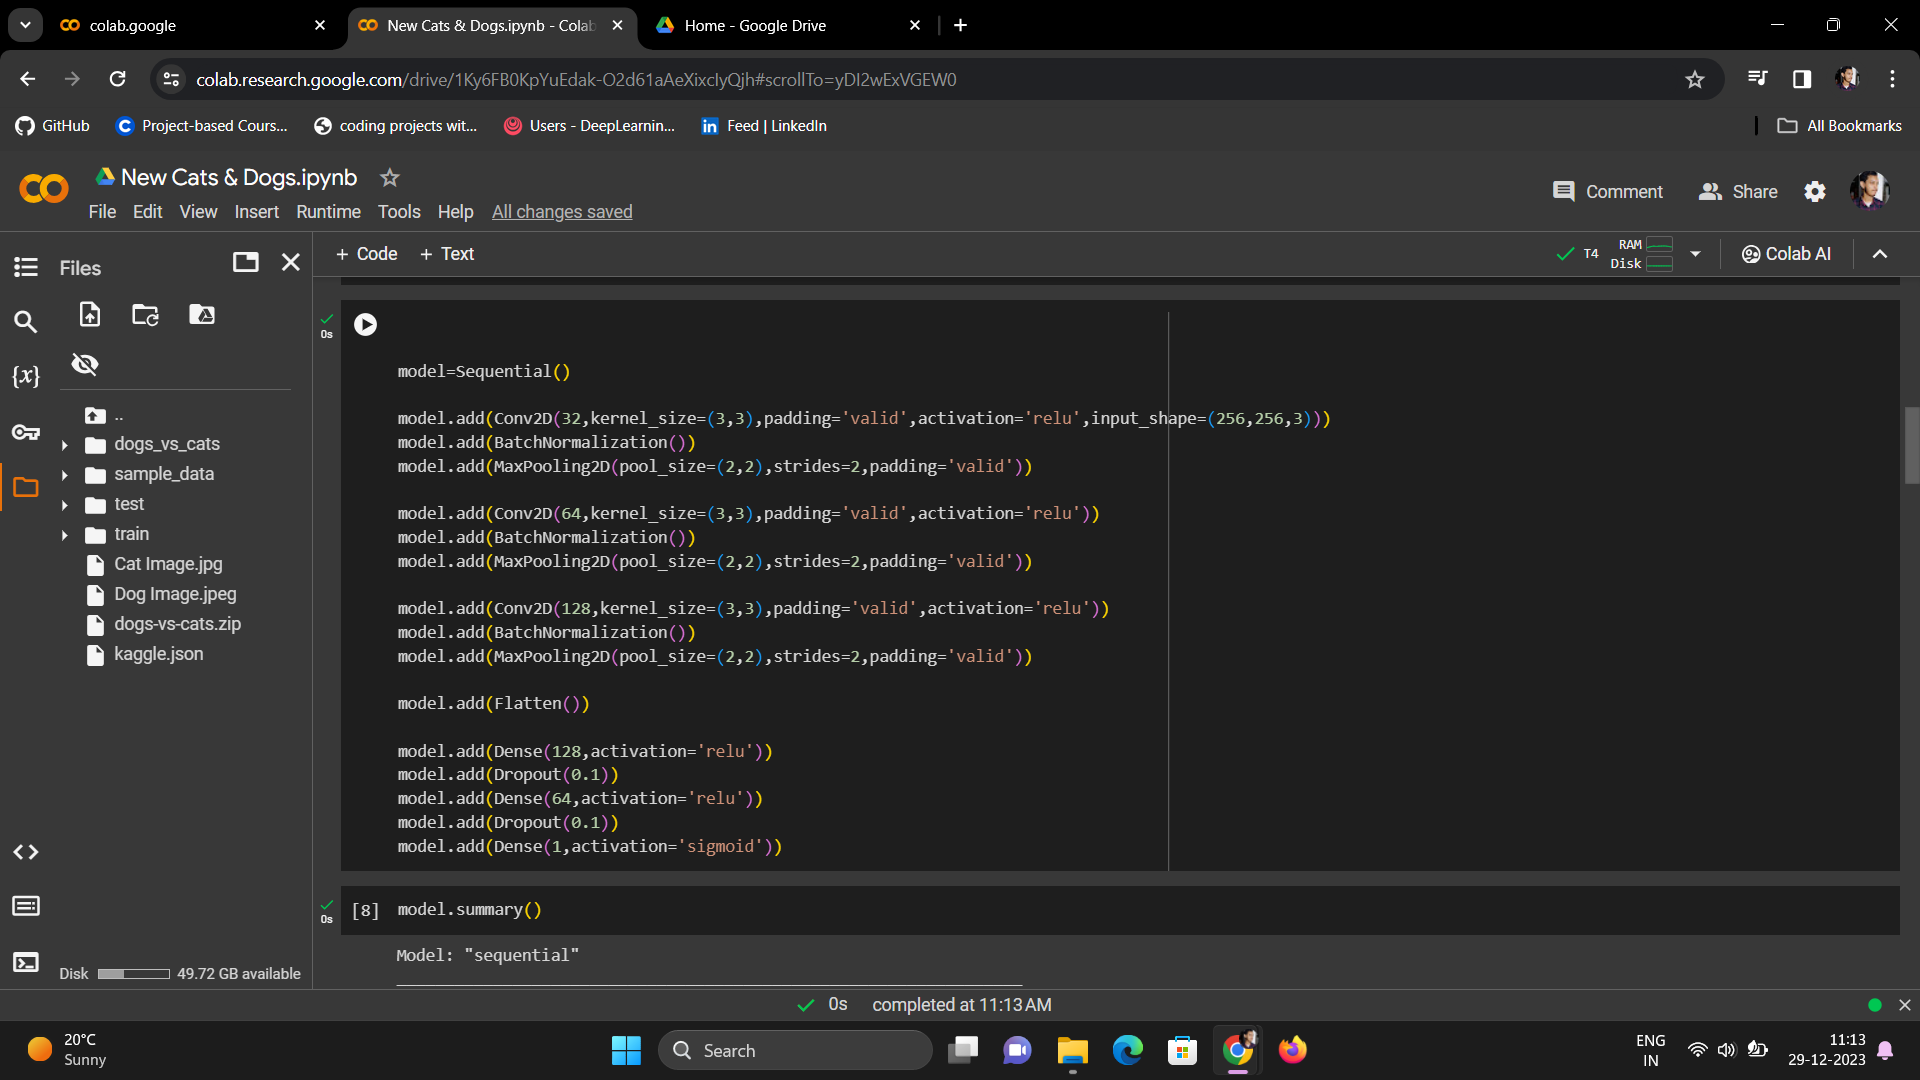 colab.google
New Cats & Dogs.ipynb - Colab
Home - Google Drive
colab.research.google.com/drive/1Ky6FB0KpYuEdak-O2d61aAeXixclyQjh#scrollTo=yDI2wExVGEW0
GitHub
Project-based Cours...
coding projects wit...
Users - DeepLearnin...
Feed | LinkedIn
All Bookmarks
New Cats & Dogs.ipynb
Comment
Share
File Edit View Insert Runtime Tools Help All changes saved
Files
+ Code + Text
T4
RAM
Disk
Colab AI
{x}
..
dogs_vs_cats
sample_data
test
train
Cat Image.jpg
Dog Image.jpeg
dogs-vs-cats.zip
kaggle.json
Disk 49.72 GB available
0s
model=Sequential()
model.add(Conv2D(32,kernel_size=(3,3),padding='valid',activation='relu',input_shape=(256,256,3)))
model.add(BatchNormalization())
model.add(MaxPooling2D(pool_size=(2,2),strides=2,padding='valid'))
model.add(Conv2D(64,kernel_size=(3,3),padding='valid',activation='relu'))
model.add(BatchNormalization())
model.add(MaxPooling2D(pool_size=(2,2),strides=2,padding='valid'))
model.add(Conv2D(128,kernel_size=(3,3),padding='valid',activation='relu'))
model.add(BatchNormalization())
model.add(MaxPooling2D(pool_size=(2,2),strides=2,padding='valid'))
model.add(Flatten())
model.add(Dense(128,activation='relu'))
model.add(Dropout(0.1))
model.add(Dense(64,activation='relu'))
model.add(Dropout(0.1))
model.add(Dense(1,activation='sigmoid'))
0s
[8] model.summary()
Model: "sequential"
0s completed at 11:13 AM
20°C
Sunny
Search
ENG
IN
11:13
29-12-2023